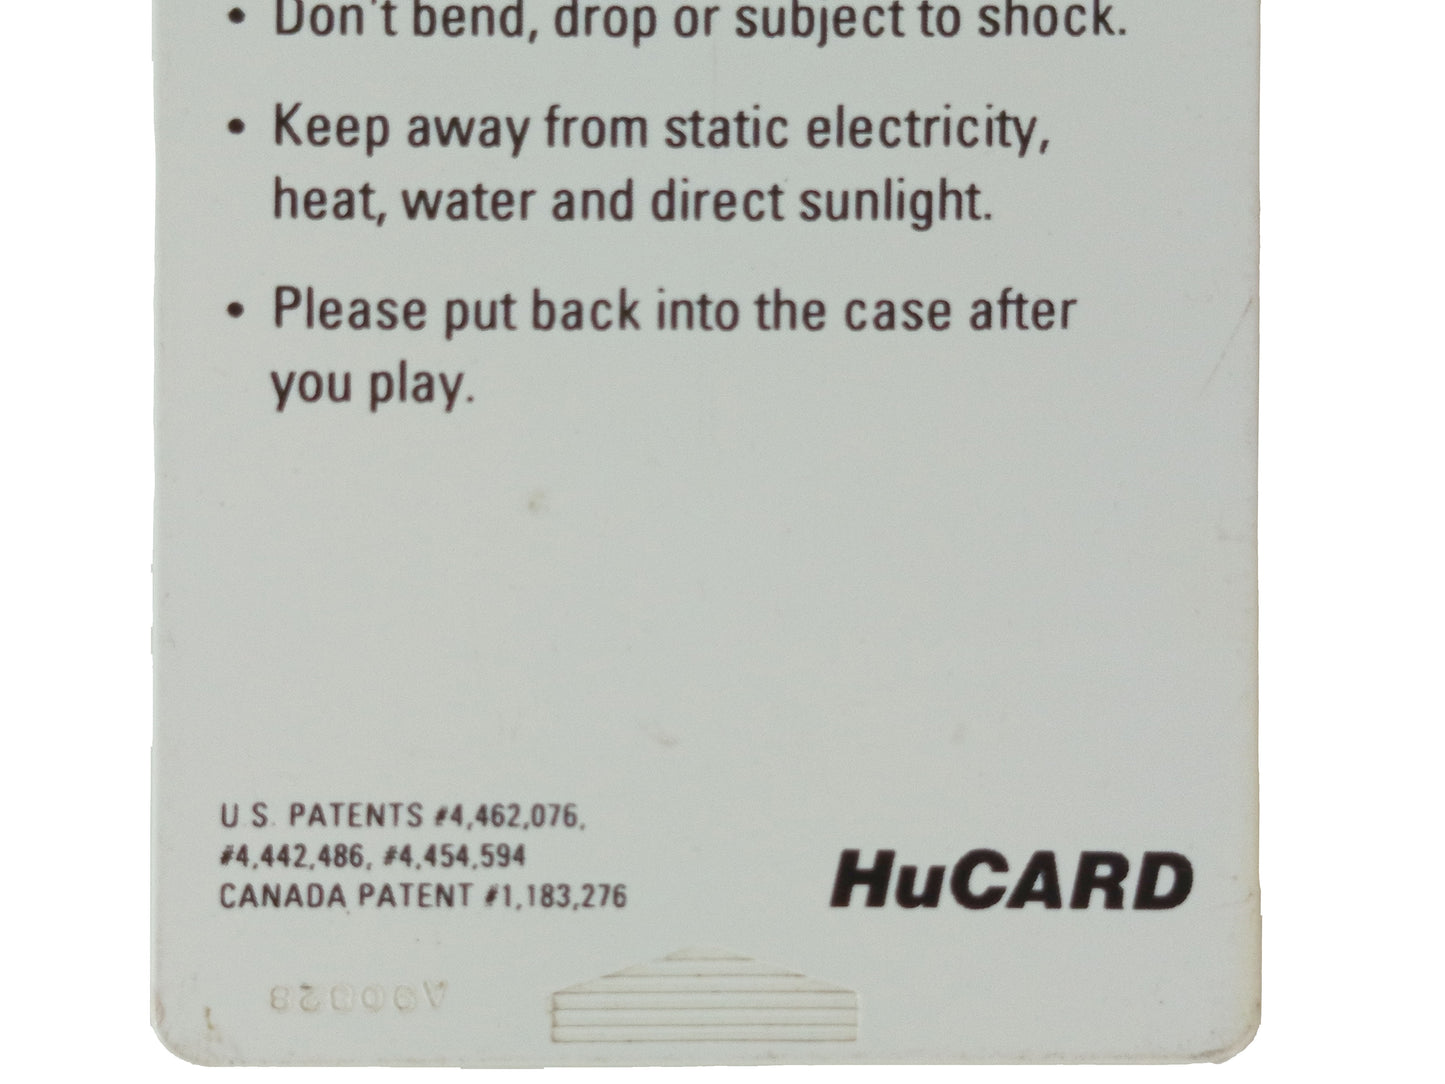 • Don't bend, drop or subject to shock.
• Keep away from static electricity,
heat, water and direct sunlight.
• Please put back into the case after
you play.
U.S. PATENTS #4,462,076,
#4,442,486, #4,454,594
CANADA PATENT #1,183,276
HuCARD